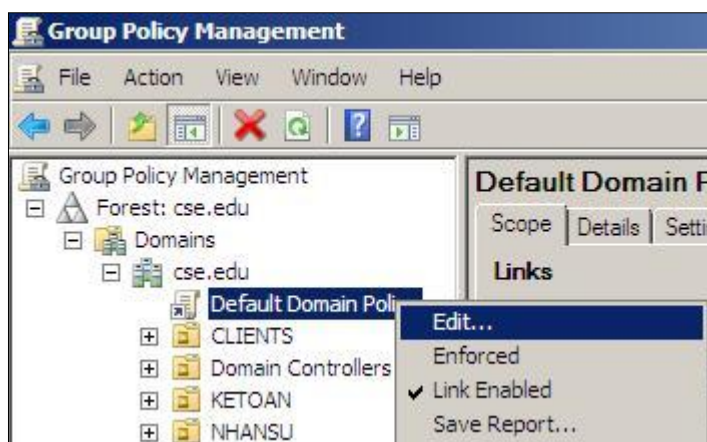 Group Policy Management
File Action View Window Help
Group Policy Management
Forest: cse.edu
Domains
cse.edu
Default Domain Poli
CLIENTS
Domain Controllers
KETOAN
NHANSU
Default Domain P
Scope Details Setti
Links
Edit...
Enforced
Link Enabled
Save Report...